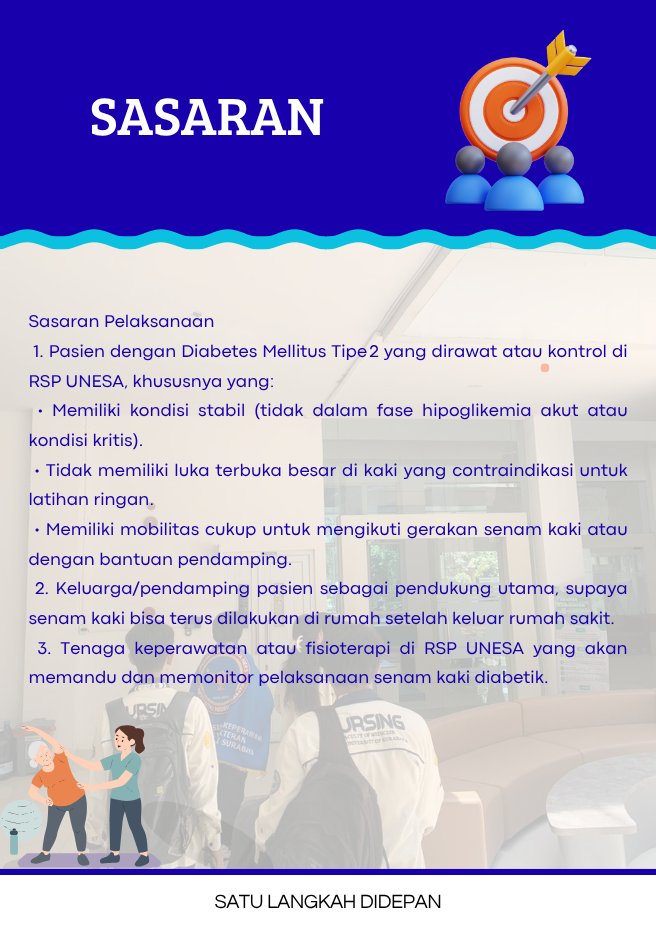 SASARAN
Sasaran Pelaksanaan
1. Pasien dengan Diabetes Mellitus Tipe2 yang dirawat atau kontrol di
RSP UNESA, khususnya yang:
• Memiliki kondisi stabil (tidak dalam fase hipoglikemia akut atau
kondisi kritis).
• Tidak memiliki luka terbuka besar di kaki yang contraindikasi untuk
latihan ringan.
• Memiliki mobilitas cukup untuk mengikuti gerakan senam kaki atau
dengan bantuan pendamping.
2. Keluarga/pendamping pasien sebagai pendukung utama, supaya
senam kaki bisa terus dilakukan di rumah setelah keluar rumah sakit.
3. Tenaga keperawatan atau fisioterapi di RSP UNESA yang akan
memandu dan memonitor pelaksanaan senam kaki diabetik.
URSING
SATU LANGKAH DIDEPAN